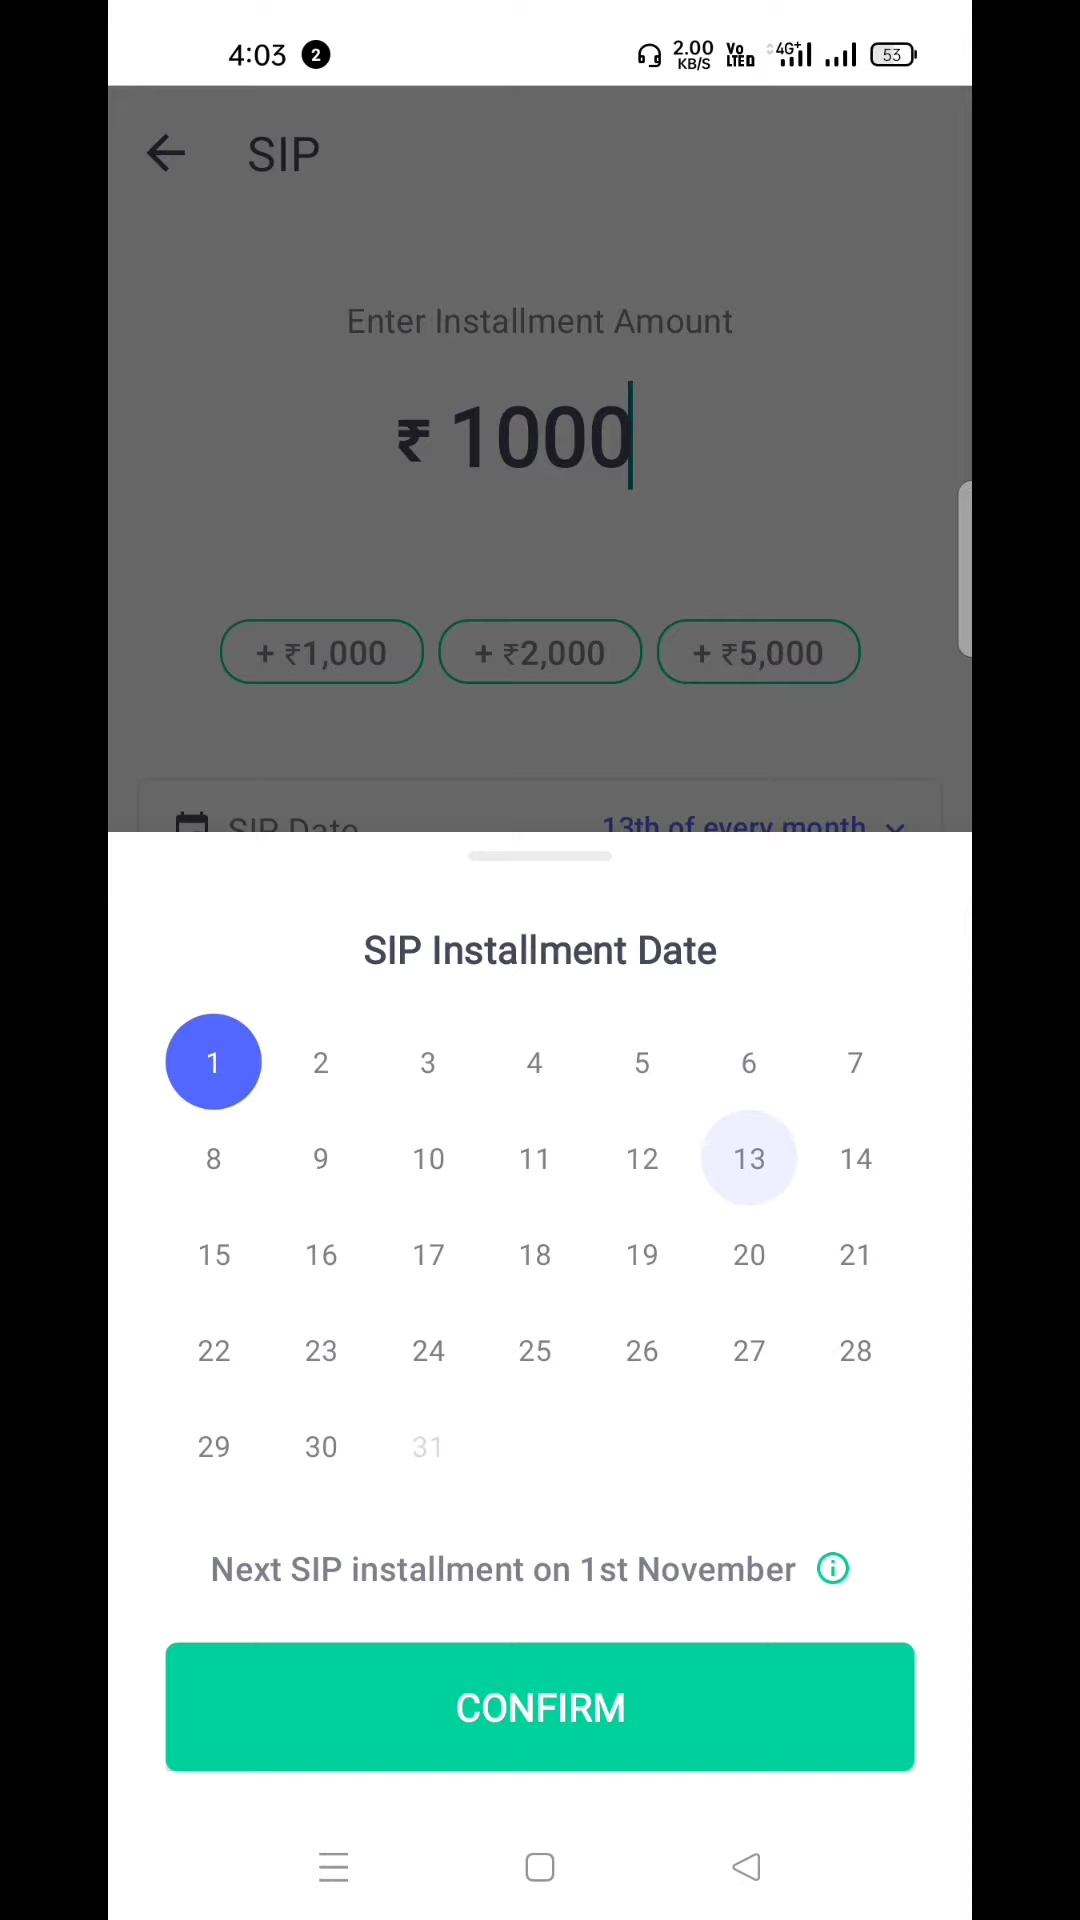 4:03 2 2.00 KB/S Vo LTE 4G+ 53
SIP
Enter Installment Amount
₹ 1000
+ ₹1,000 + ₹2,000 + ₹5,000
SIP Date 13th of every month
SIP Installment Date
1 2 3 4 5 6 7
8 9 10 11 12 13 14
15 16 17 18 19 20 21
22 23 24 25 26 27 28
29 30 31
Next SIP installment on 1st November
CONFIRM